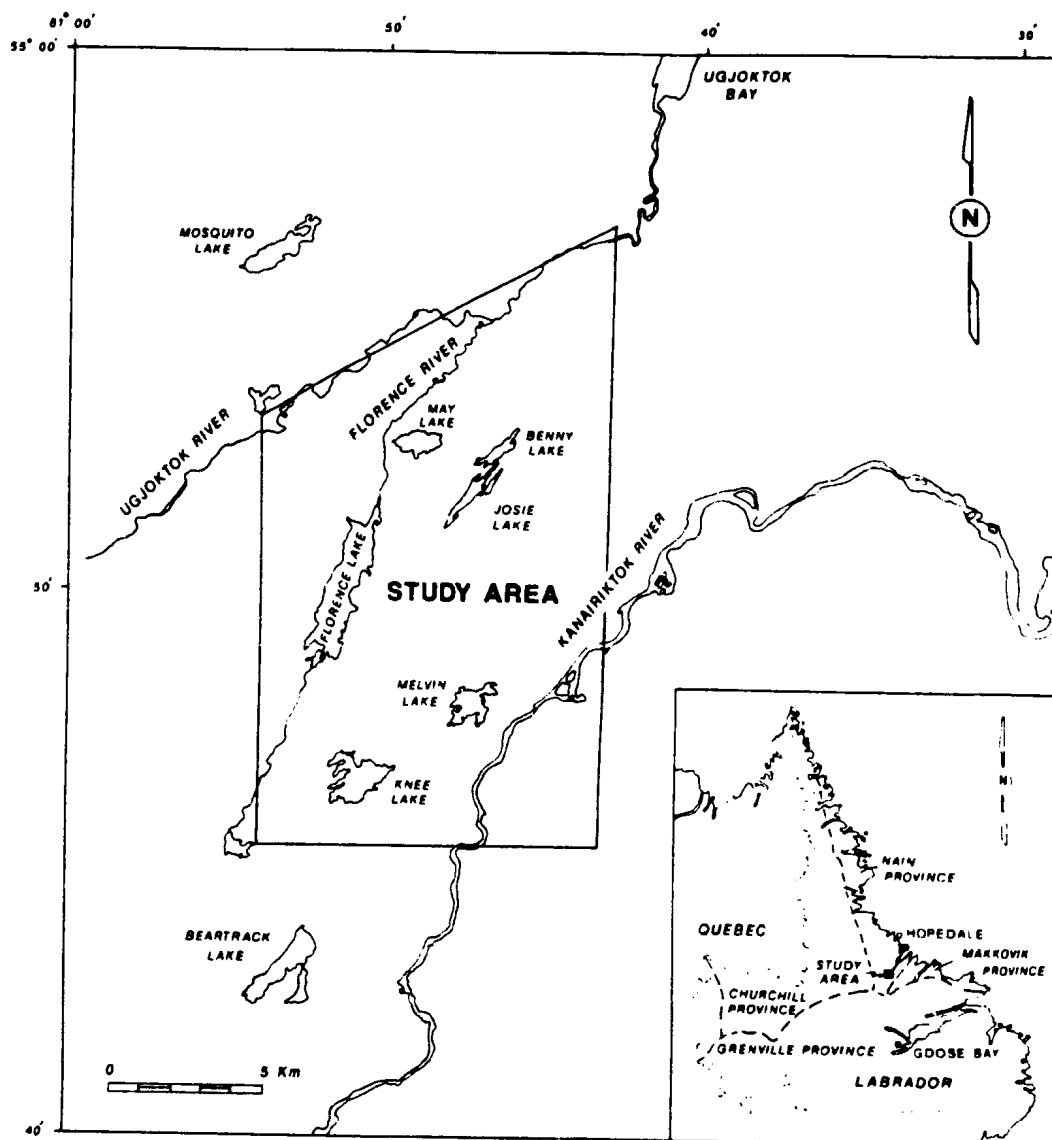 61° 00'
50'
40'
30'
55° 00'
UGJOKTOK
BAY
N
MOSQUITO
LAKE
FLORENCE RIVER
MAY
LAKE
UGJOKTOK RIVER
BENNY
LAKE
JOSIE
LAKE
KANAIRIKTOK RIVER
50'
FLORENCE LAKE
STUDY AREA
MELVIN
LAKE
KNEE
LAKE
BEARTRACK
LAKE
0
5 Km
40'
N
NAIN
PROVINCE
QUEBEC
HOPEDALE
MAKKOVIK
PROVINCE
STUDY
AREA
CHURCHILL
PROVINCE
GRENVILLE PROVINCE
GOOSE BAY
LABRADOR